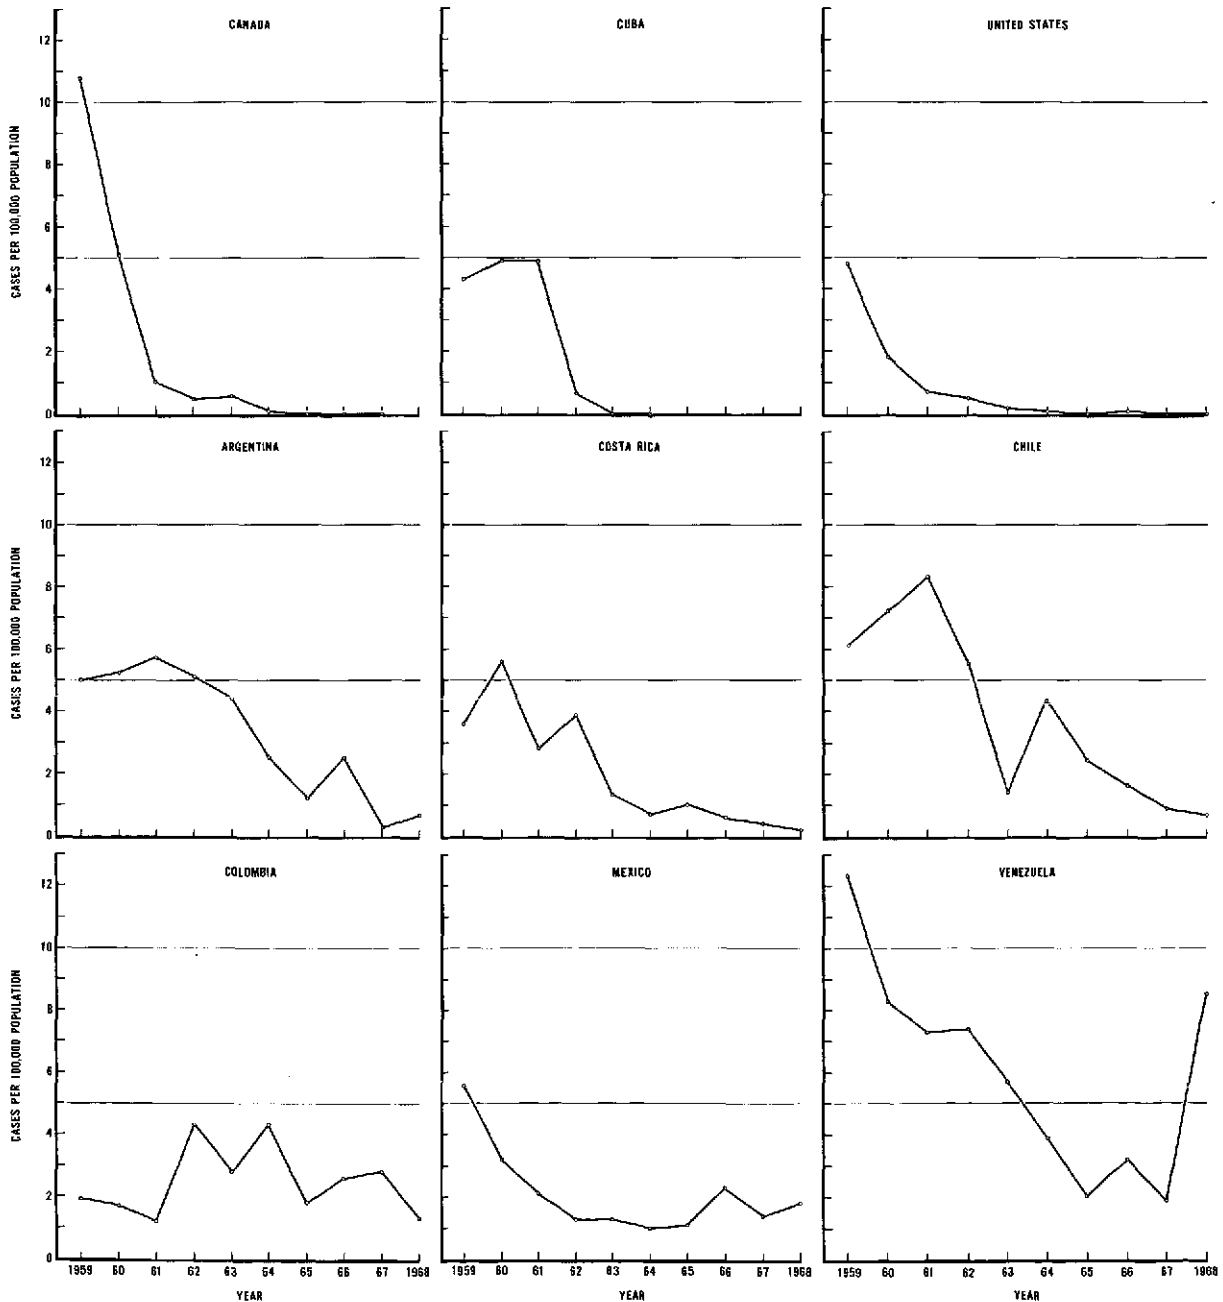 CANADA
CUBA
UNITED STATES
12
10
8
6
4
2
0
CASES PER 100,000 POPULATION
ARGENTINA
COSTA RICA
CHILE
12
10
8
6
4
2
0
CASES PER 100,000 POPULATION
COLOMBIA
MEXICO
VENEZUELA
12
10
8
6
4
2
0
CASES PER 100,000 POPULATION
1959 60 61 62 63 64 65 66 67 1968
1959 60 61 62 63 64 65 66 67 1968
1959 60 61 62 63 64 65 66 67 1968
YEAR
YEAR
YEAR